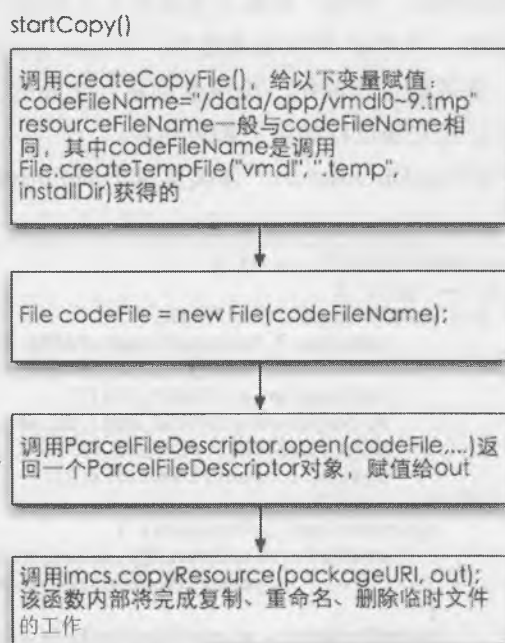 startCopy()
调用createCopyFile()，给以下变量赋值：
codeFileName="/data/app/vmdl0~9.tmp"
resourceFileName一般与codeFileName相
同，其中codeFileName是调用
File.createTempFile("vmdl", ".temp",
installDir)获得的
File codeFile = new File(codeFileName);
调用ParcelFileDescriptor.open(codeFile,...)返
回一个ParcelFileDescriptor对象，赋值给out
调用imcs.copyResource(packageURI, out);
该函数内部将完成复制、重命名、删除临时文件
的工作